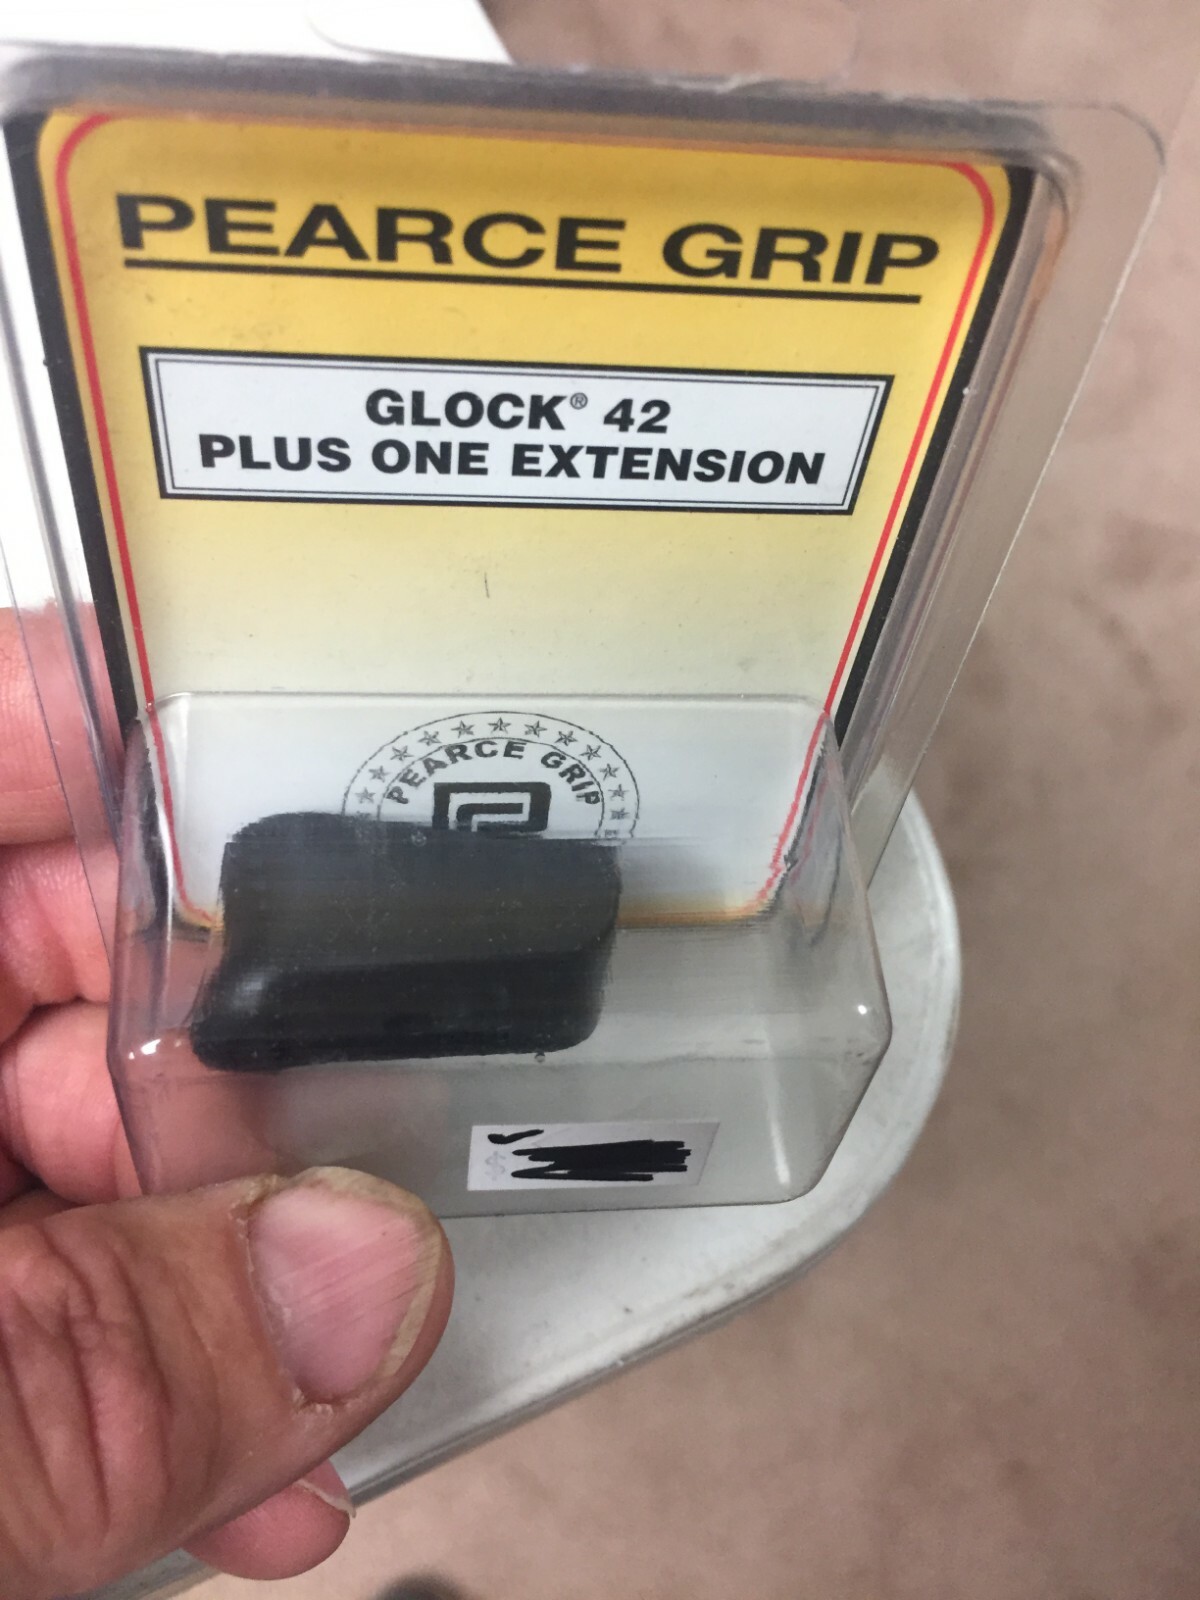 PEARCE GRIP
GLOCK® 42
PLUS ONE EXTENSION
PEARCE GRIP